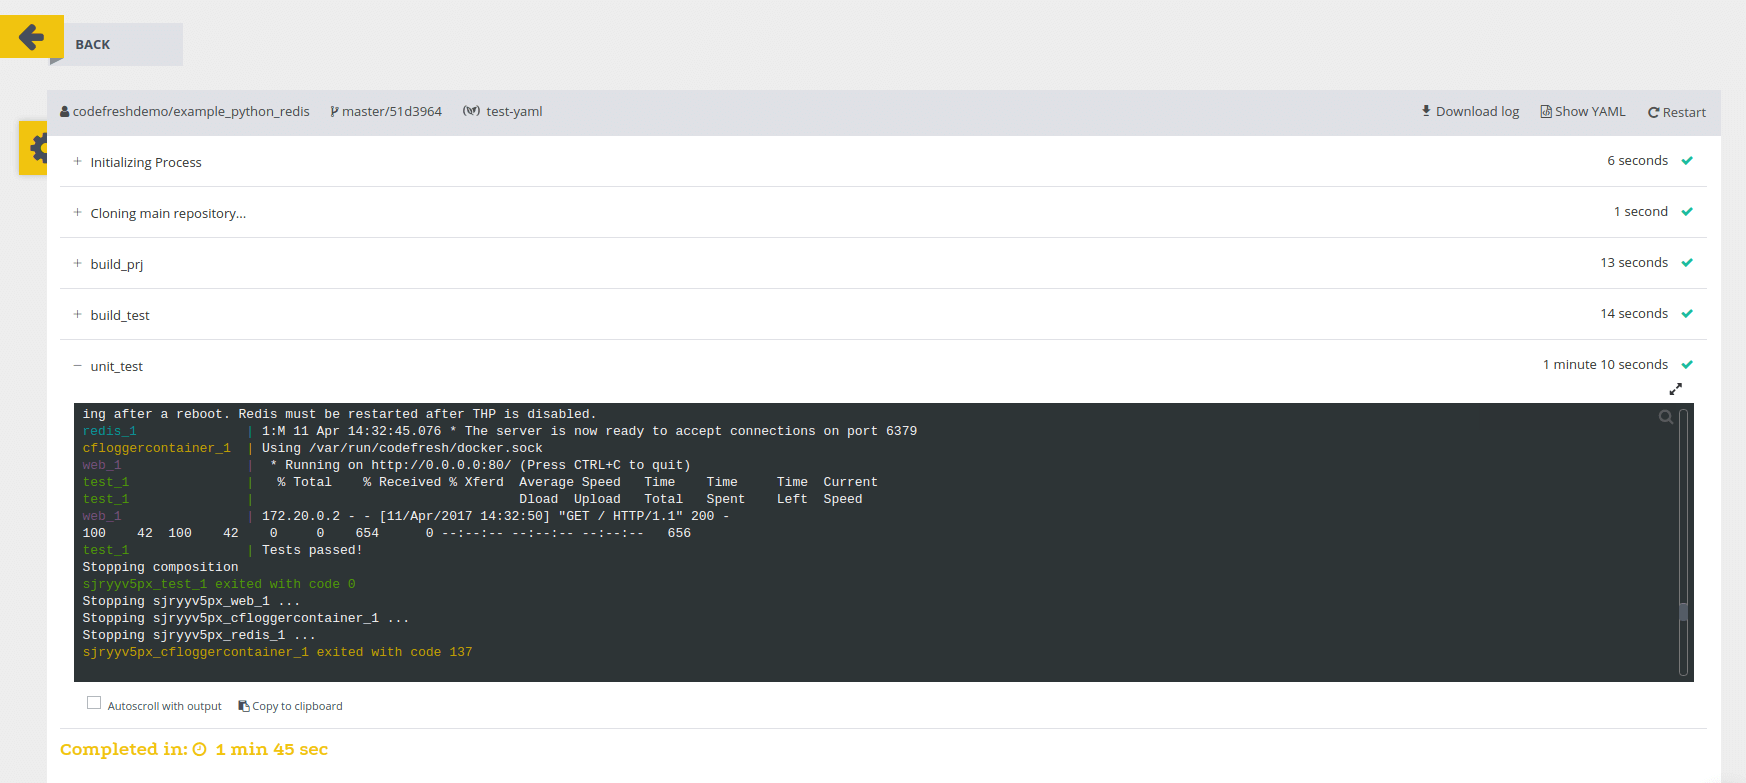 BACK
codefreshdemo/example_python_redis master/51d3964 test-yaml Download log Show YAML Restart
+ Initializing Process 6 seconds
+ Cloning main repository... 1 second
+ build_prj 13 seconds
+ build_test 14 seconds
− unit_test 1 minute 10 seconds
ing after a reboot. Redis must be restarted after THP is disabled.
redis_1 | 1:M 11 Apr 14:32:45.076 * The server is now ready to accept connections on port 6379
cfloggercontainer_1 | Using /var/run/codefresh/docker.sock
web_1 | * Running on http://0.0.0.0:80/ (Press CTRL+C to quit)
test_1 | % Total % Received % Xferd Average Speed Time Time Time Current
test_1 | Dload Upload Total Spent Left Speed
web_1 | 172.20.0.2 - - [11/Apr/2017 14:32:50] "GET / HTTP/1.1" 200 -
100 42 100 42 0 0 654 0 --:--:-- --:--:-- --:--:-- 656
test_1 | Tests passed!
Stopping composition
sjryyv5px_test_1 exited with code 0
Stopping sjryyv5px_web_1 ...
Stopping sjryyv5px_cfloggercontainer_1 ...
Stopping sjryyv5px_redis_1 ...
sjryyv5px_cfloggercontainer_1 exited with code 137
Autoscroll with output Copy to clipboard
Completed in: 1 min 45 sec